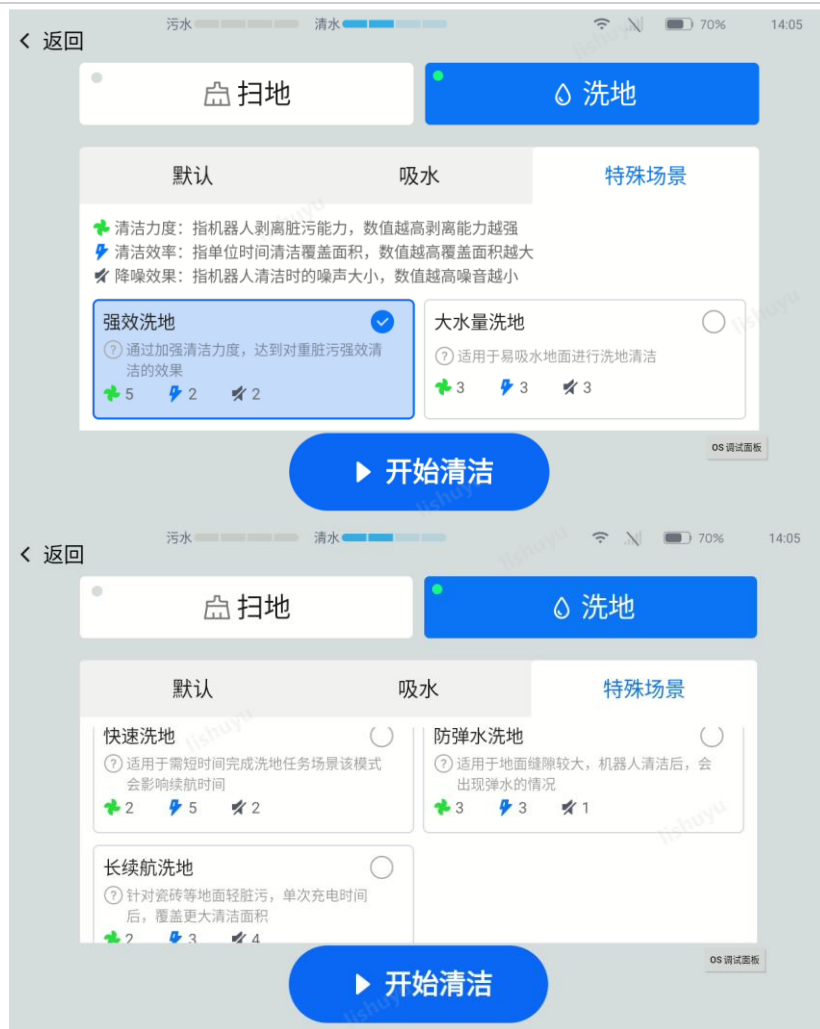 污水 清水 70% 14:05
返回
扫地 洗地
默认 吸水 特殊场景
清洁力度：指机器人剥离脏污能力，数值越高剥离能力越强
清洁效率：指单位时间清洁覆盖面积，数值越高覆盖面积越大
降噪效果：指机器人清洁时的噪声大小，数值越高噪音越小
强效洗地
?通过加强清洁力度，达到对重脏污强效清
洁的效果
5 2 2
大水量洗地
?适用于易吸水地面进行洗地清洁
3 3 3
OS 调试面板
开始清洁
污水 清水 70% 14:05
返回
扫地 洗地
默认 吸水 特殊场景
快速洗地
?适用于需短时间完成洗地任务场景该模式
会影响续航时间
2 5 2
防弹水洗地
?适用于地面缝隙较大，机器人清洁后，会
出现弹水的情况
3 3 1
长续航洗地
?针对瓷砖等地面轻脏污，单次充电时间
后，覆盖更大清洁面积
2 3 4
OS 调试面板
开始清洁
lishuyu